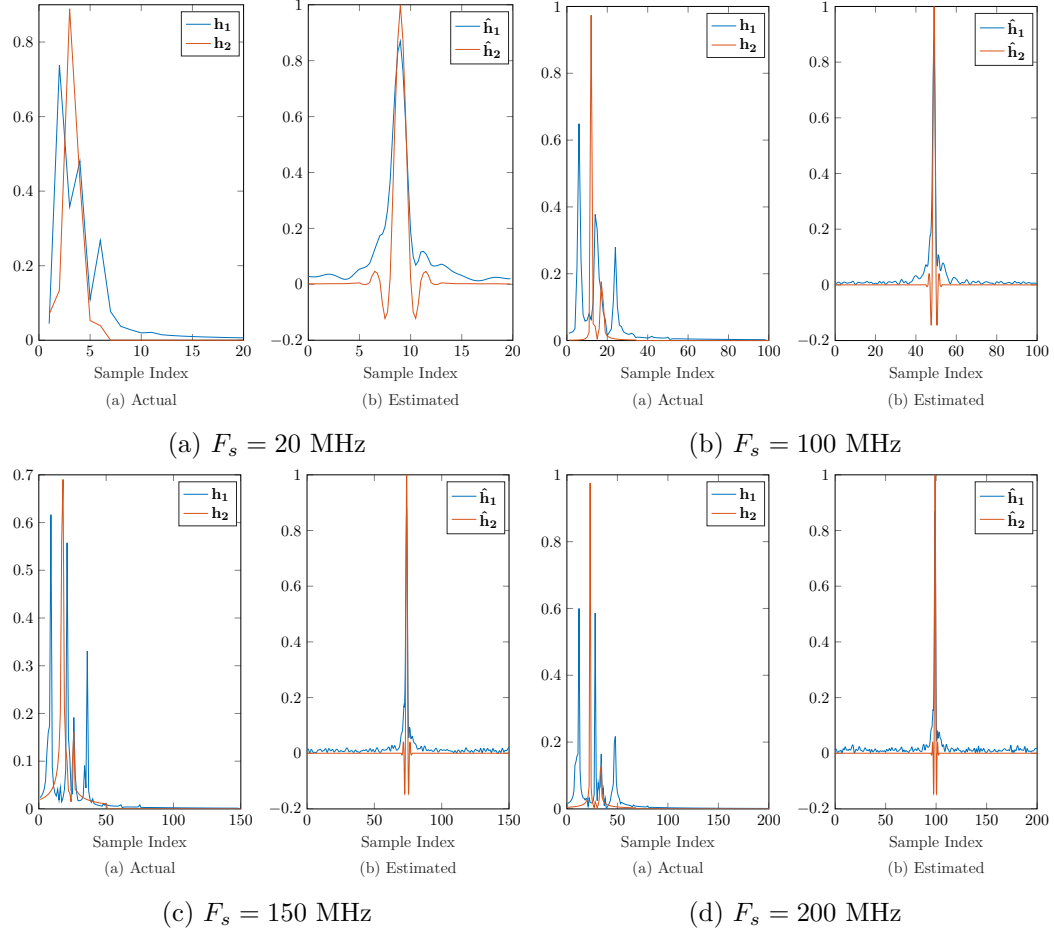 0.8
0.6
0.4
0.2
0
0 5 10 15 20
h₁
h₂
Sample Index
(a) Actual
1
0.8
0.6
0.4
0.2
0
−0.2
0 5 10 15 20
ĥ₁
ĥ₂
Sample Index
(b) Estimated
(a) Fₛ = 20 MHz
1
0.8
0.6
0.4
0.2
0
0 20 40 60 80 100
h₁
h₂
Sample Index
(a) Actual
1
0.8
0.6
0.4
0.2
0
−0.2
0 20 40 60 80 100
ĥ₁
ĥ₂
Sample Index
(b) Estimated
(b) Fₛ = 100 MHz
0.7
0.6
0.5
0.4
0.3
0.2
0.1
0
0 50 100 150
h₁
h₂
Sample Index
(a) Actual
1
0.8
0.6
0.4
0.2
0
−0.2
0 50 100 150
ĥ₁
ĥ₂
Sample Index
(b) Estimated
(c) Fₛ = 150 MHz
1
0.8
0.6
0.4
0.2
0
0 50 100 150 200
h₁
h₂
Sample Index
(a) Actual
1
0.8
0.6
0.4
0.2
0
−0.2
0 50 100 150 200
ĥ₁
ĥ₂
Sample Index
(b) Estimated
(d) Fₛ = 200 MHz